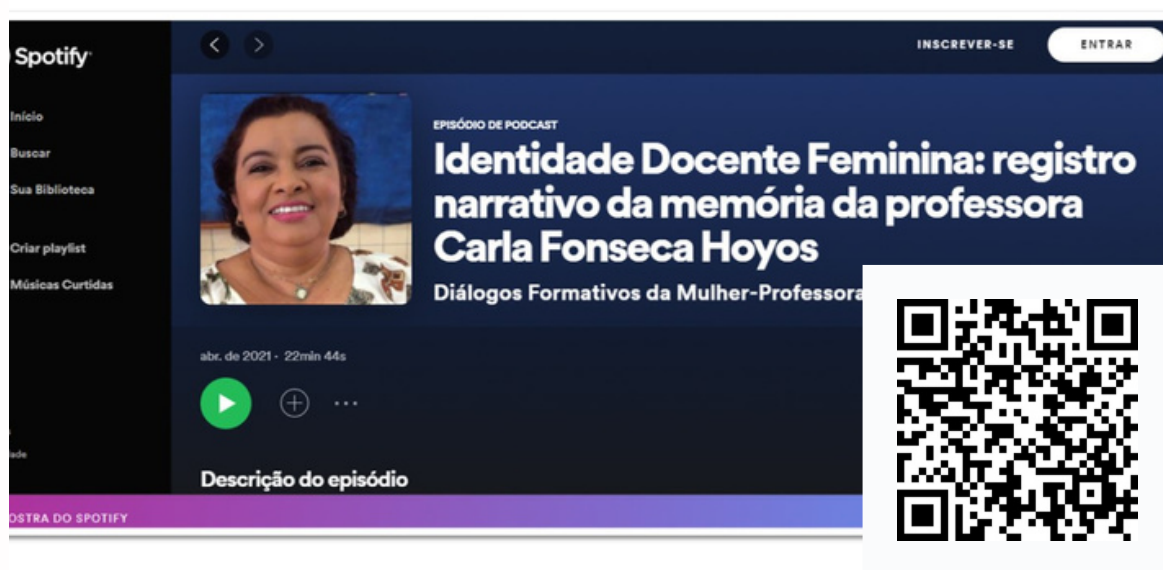 Spotify
INSCREVER-SE
ENTRAR
Início
Buscar
Sua Biblioteca
Criar playlist
Músicas Curtidas
EPISÓDIO DE PODCAST
Identidade Docente Feminina: registro
narrativo da memória da professora
Carla Fonseca Hoyos
Diálogos Formativos da Mulher-Professora
abr. de 2021 · 22min 44s
Descrição do episódio
OSTRA DO SPOTIFY